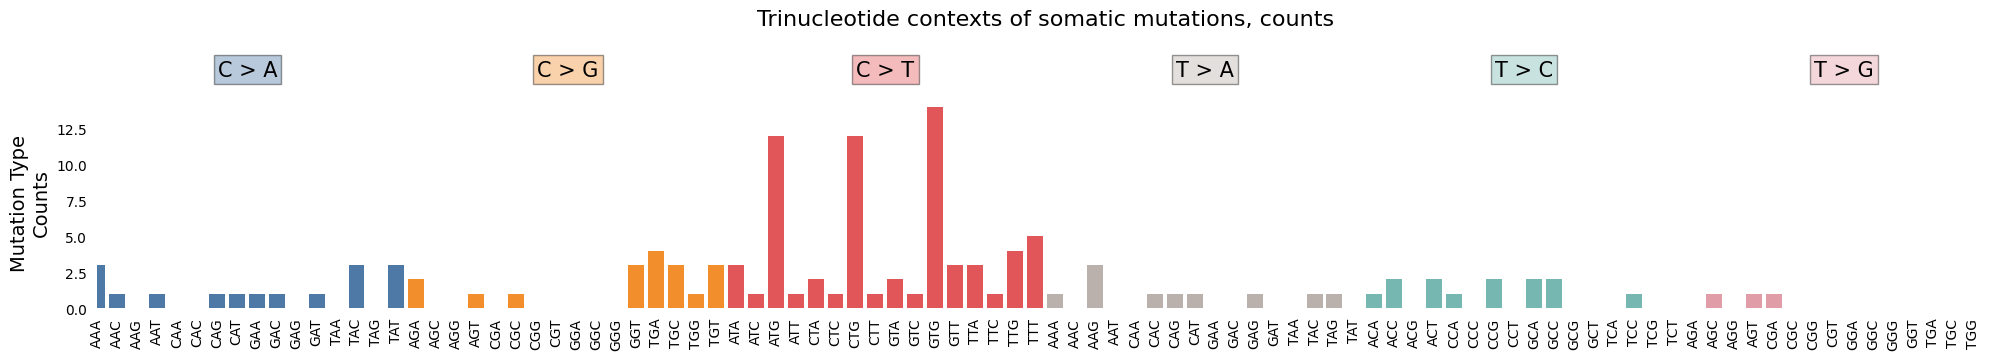 Trinucleotide contexts of somatic mutations, counts
C > A
C > G
C > T
T > A
T > C
T > G
Mutation Type
Counts
12.5
10.0
7.5
5.0
2.5
0.0
AAA AAC AAG AAT CAA CAC CAG CAT GAA GAC GAG GAT TAA TAC TAG TAT AGA AGC AGG AGT CGA CGC CGG CGT GGA GGC GGG GGT TGA TGC TGG TGT ATA ATC ATG ATT CTA CTC CTG CTT GTA GTC GTG GTT TTA TTC TTG TTT AAA AAC AAG AAT CAA CAC CAG CAT GAA GAC GAG GAT TAA TAC TAG TAT ACA ACC ACG ACT CCA CCC CCG CCT GCA GCC GCG GCT TCA TCC TCG TCT AGA AGC AGG AGT CGA CGC CGG CGT GGA GGC GGG GGT TGA TGC TGG